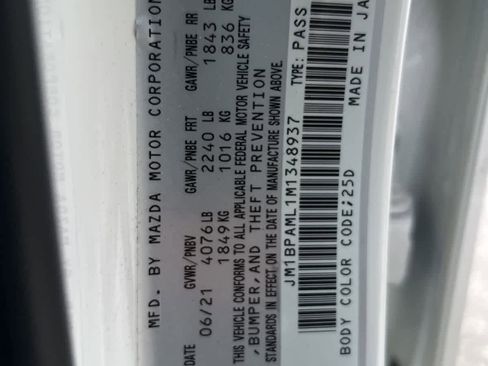 MFD. BY MAZDA MOTOR CORPORATION
GVWR/PNBV GAWR/PNBE FRT GAWR/PNBE RR
DATE 06/21 4076LB 2240 LB 1843 LB
1849KG 1016 KG 836 KG
THIS VEHICLE CONFORMS TO ALL APPLICABLE FEDERAL MOTOR VEHICLE SAFETY
,BUMPER,AND THEFT PREVENTION
STANDARDS IN EFFECT ON THE DATE OF MANUFACTURE SHOWN ABOVE.
JM1BPAML1M1348937 TYPE: PASS
BODY COLOR CODE;25D
MADE IN JA